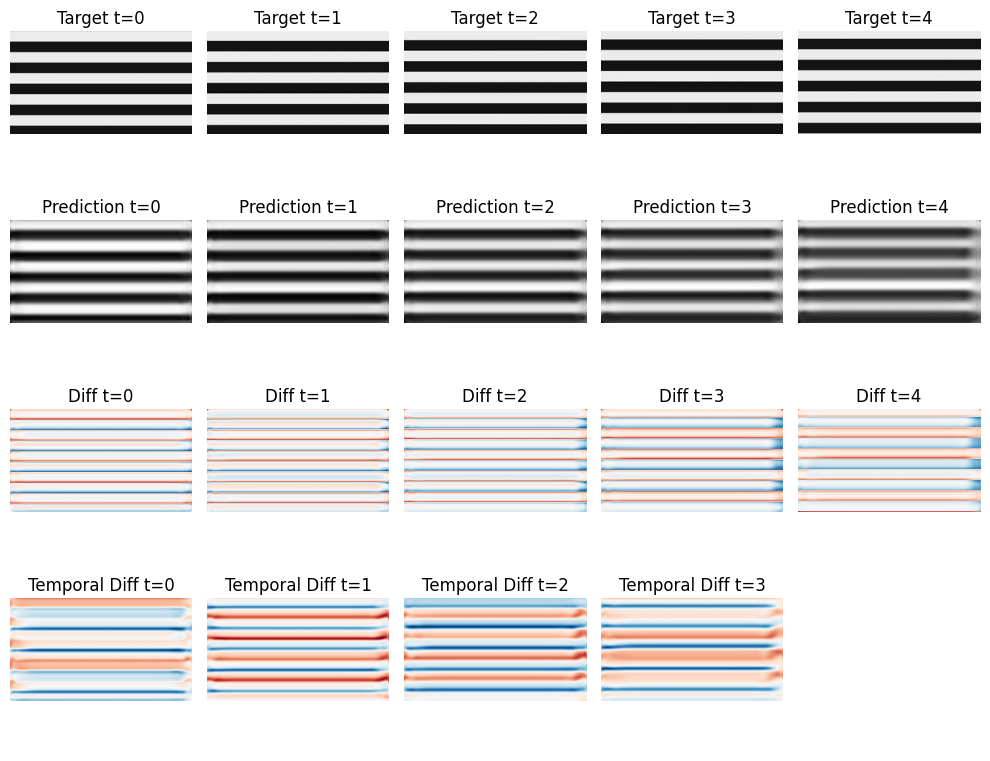 Target t=0 Target t=1 Target t=2 Target t=3 Target t=4
Prediction t=0 Prediction t=1 Prediction t=2 Prediction t=3 Prediction t=4
Diff t=0 Diff t=1 Diff t=2 Diff t=3 Diff t=4
Temporal Diff t=0 Temporal Diff t=1 Temporal Diff t=2 Temporal Diff t=3